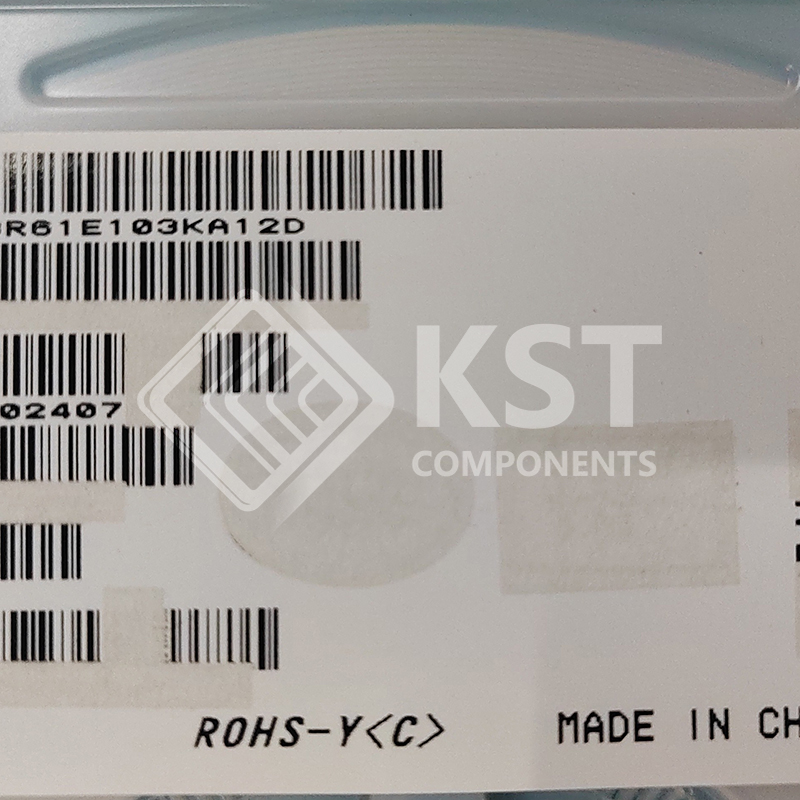 R61E103KA12D
02407
KST
COMPONENTS
ROHS-Y<C>
MADE IN CH